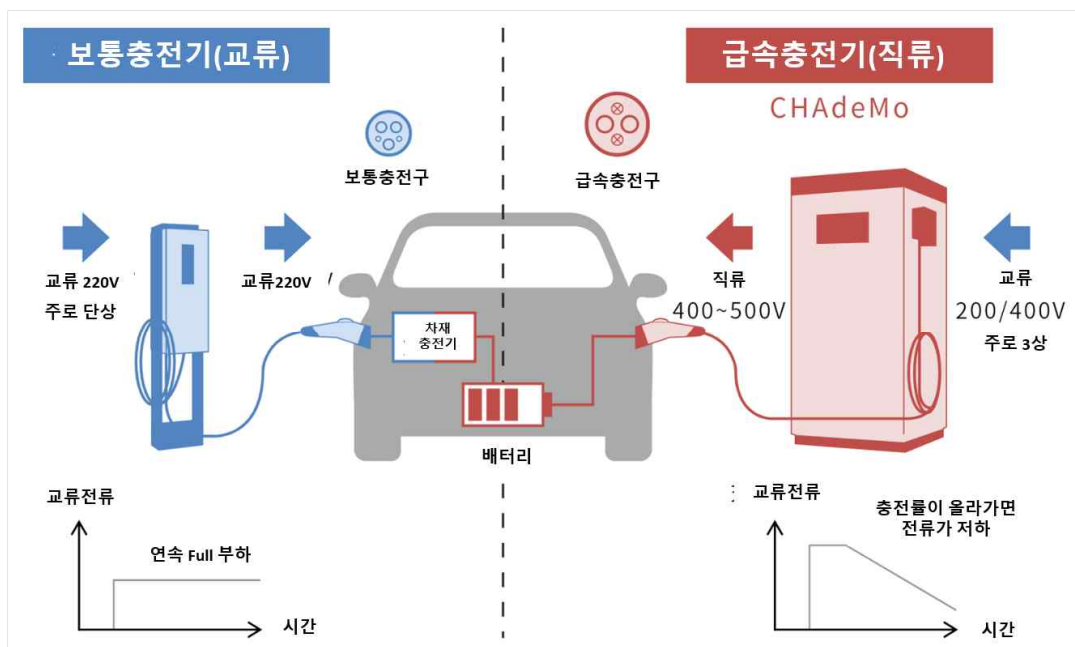 보통충전기(교류)
급속충전기(직류)
CHAdeMo
보통충전구
급속충전구
교류 220V
주로 단상
교류220V
차재
충전기
배터리
직류
400~500V
교류
200/400V
주로 3상
교류전류
연속 Full 부하
시간
교류전류
충전률이 올라가면
전류가 저하
시간